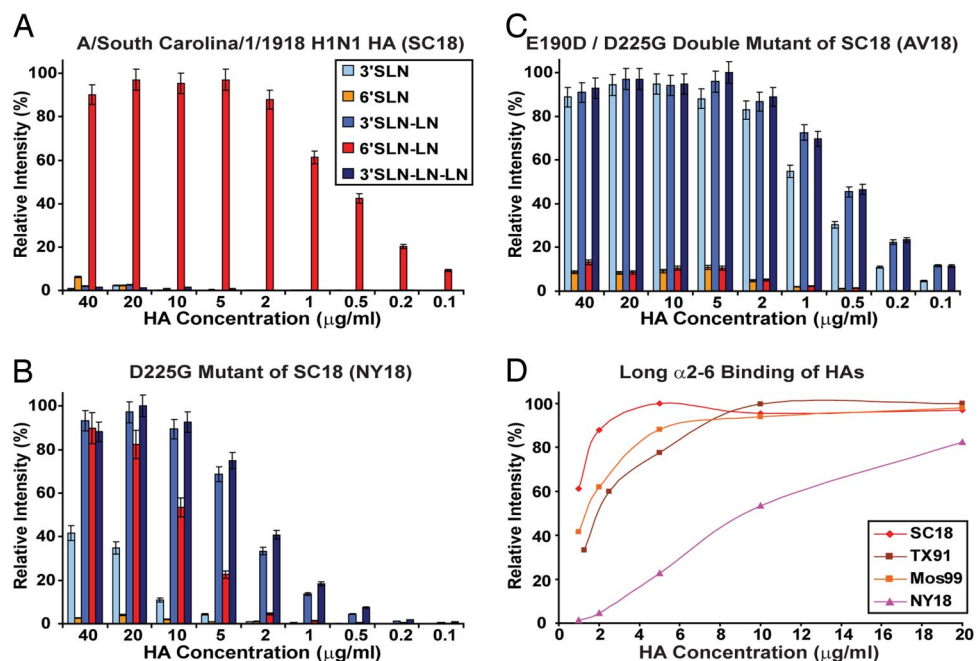 A
A/South Carolina/1/1918 H1N1 HA (SC18)
Relative Intensity (%)
100
80
60
40
20
0
3'SLN
6'SLN
3'SLN-LN
6'SLN-LN
3'SLN-LN-LN
40 20 10 5 2 1 0.5 0.2 0.1
HA Concentration (μg/ml)
C
E190D / D225G Double Mutant of SC18 (AV18)
Relative Intensity (%)
100
80
60
40
20
0
40 20 10 5 2 1 0.5 0.2 0.1
HA Concentration (μg/ml)
B
D225G Mutant of SC18 (NY18)
Relative Intensity (%)
100
80
60
40
20
0
40 20 10 5 2 1 0.5 0.2 0.1
HA Concentration (μg/ml)
D
Long α2-6 Binding of HAs
Relative Intensity (%)
100
80
60
40
20
0
SC18
TX91
Mos99
NY18
0 2 4 6 8 10 12 14 16 18 20
HA Concentration (μg/ml)